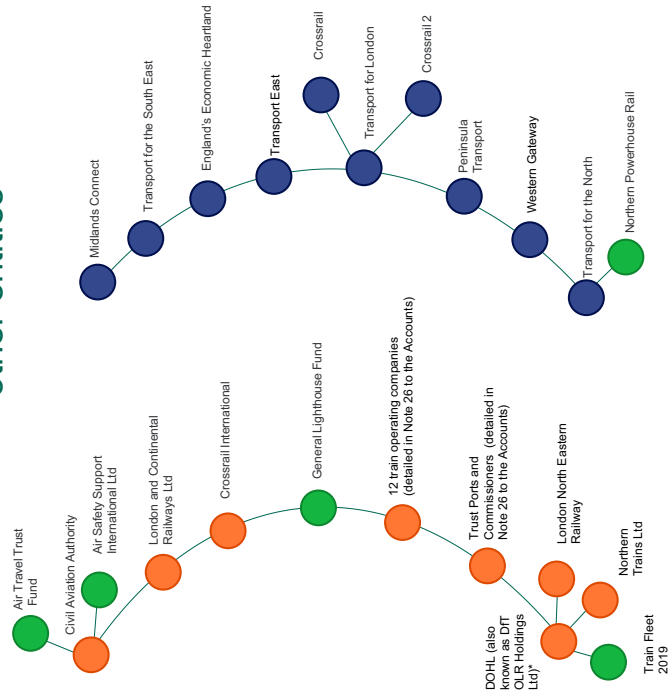 other entities
Air Travel Trust
Fund
Civil Aviation Authority
Air Safety Support
International Ltd
London and Continental
Railways Ltd
Crossrail International
General Lighthouse Fund
12 train operating companies
(detailed in Note 26 to the Accounts)
Trust Ports and
Commissioners (detailed in
Note 26 to the Accounts)
DOHL (also
known as DfT
OLR Holdings
Ltd)*
London North Eastern
Railway
Northern
Trains Ltd
Train Fleet
2019
Midlands Connect
Transport for the South East
England's Economic Heartland
Transport East
Crossrail
Transport for London
Crossrail 2
Peninsula
Transport
Western Gateway
Transport for the North
Northern Powerhouse Rail